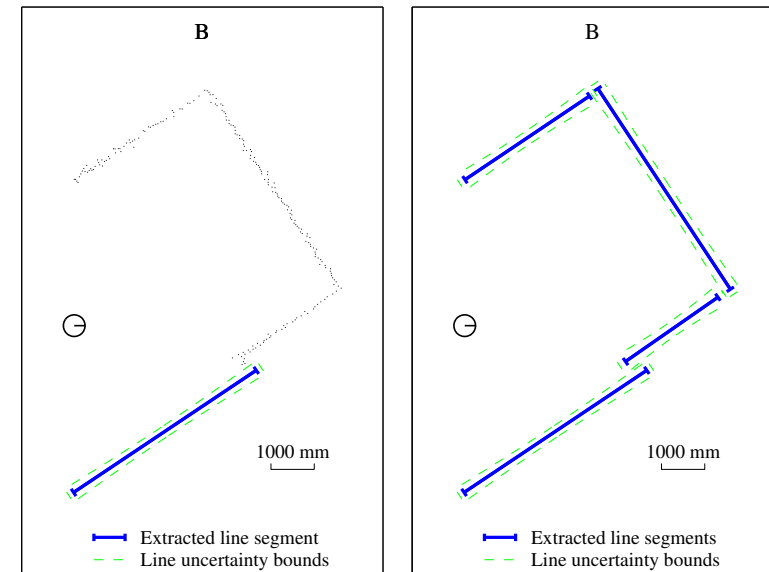 B
1000 mm
Extracted line segment
Line uncertainty bounds
B
1000 mm
Extracted line segments
Line uncertainty bounds